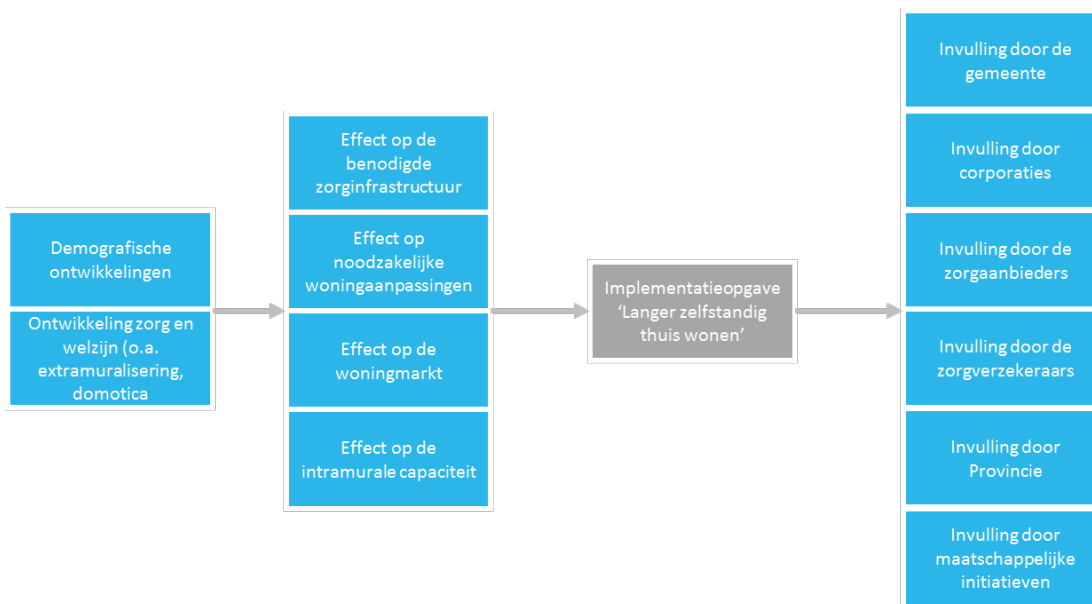 Demografische
ontwikkelingen
Ontwikkeling zorg en
welzijn (o.a.
extramuralisering,
domotica
Effect op de
benodigde
zorginfrastructuur
Effect op
noodzakelijke
woningaanpassingen
Effect op de
woningmarkt
Effect op de
intramurale capaciteit
Implementatieopgave
‘Langer zelfstandig
thuis wonen’
Invulling door de
gemeente
Invulling door
corporaties
Invulling door de
zorgaanbieders
Invulling door de
zorgverzekeraars
Invulling door
Provincie
Invulling door
maatschappelijke
initiatieven